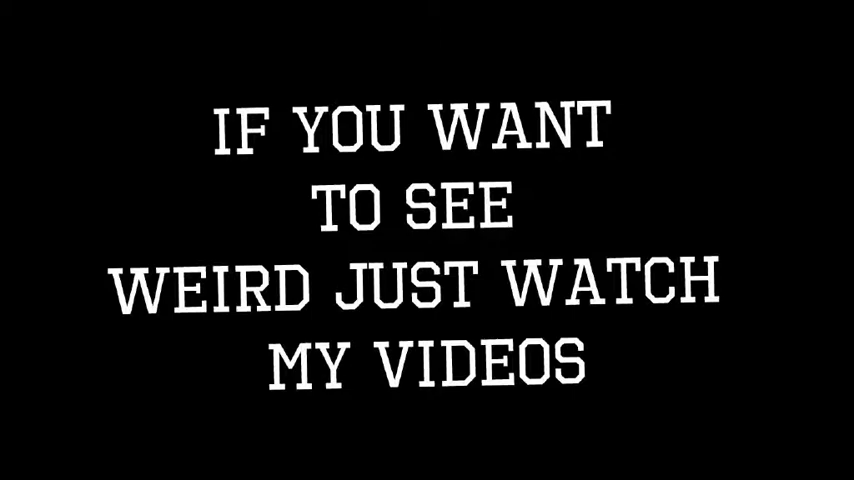 IF YOU WANT
TO SEE
WEIRD JUST WATCH
MY VIDEOS